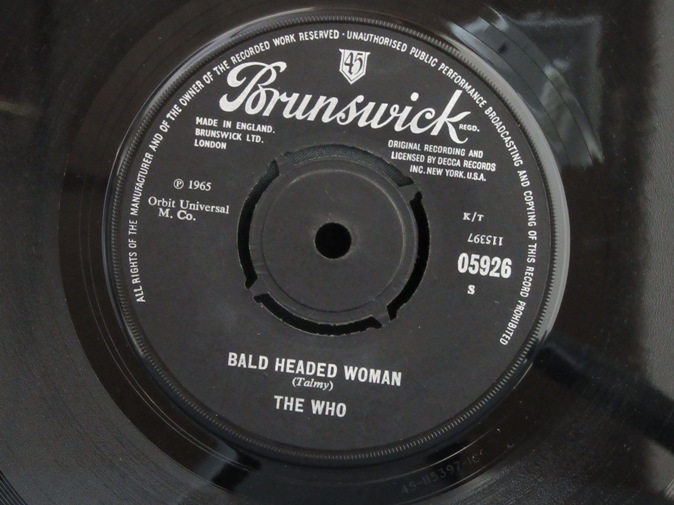 ALL RIGHTS OF THE MANUFACTURER AND OF THE OWNER OF THE RECORDED WORK RESERVED · UNAUTHORISED PUBLIC PERFORMANCE BROADCASTING AND COPYING OF THIS RECORD PROHIBITED
45
Brunswick
REGD.
MADE IN ENGLAND.
BRUNSWICK LTD.
LONDON
ORIGINAL RECORDING AND
LICENSED BY DECCA RECORDS
INC. NEW YORK. U.S.A.
℗ 1965
Orbit Universal
M. Co.
K/T
115397
05926
S
BALD HEADED WOMAN
(Talmy)
THE WHO